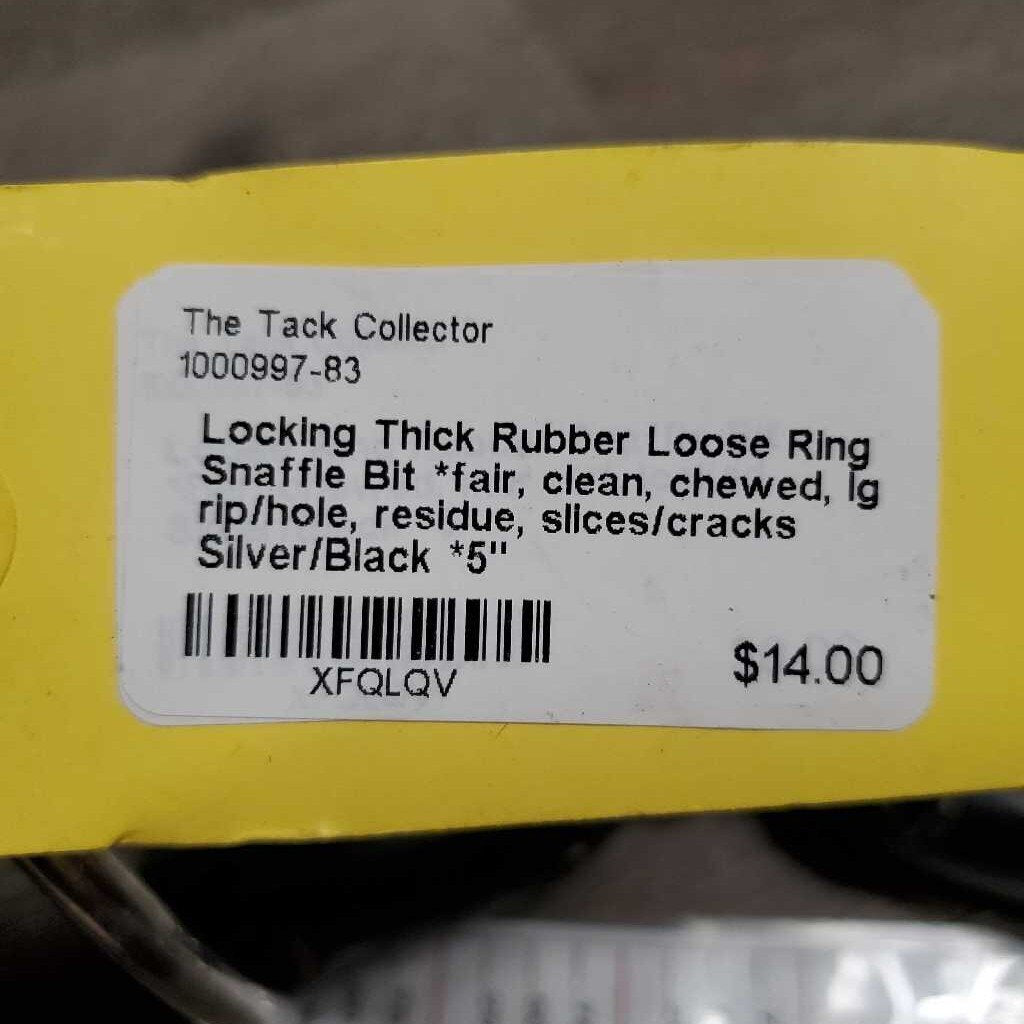 The Tack Collector
1000997-83
Locking Thick Rubber Loose Ring
Snaffle Bit *fair, clean, chewed, lg
rip/hole, residue, slices/cracks
Silver/Black *5"
XFQLQV
$14.00